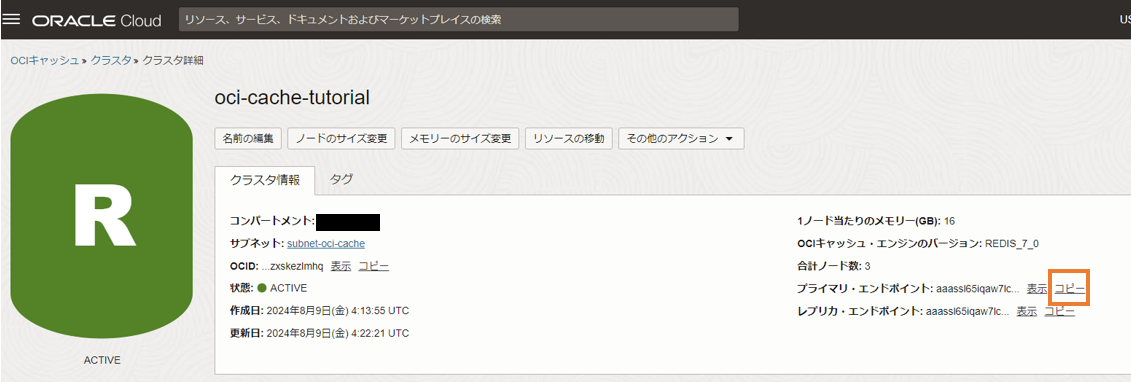 ORACLE Cloud リソース、サービス、ドキュメントおよびマーケットプレイスの検索 US
OCIキャッシュ » クラスタ » クラスタ詳細
R
ACTIVE
oci-cache-tutorial
名前の編集 ノードのサイズ変更 メモリーのサイズ変更 リソースの移動 その他のアクション
クラスタ情報 タグ
コンパートメント:
サブネット: subnet-oci-cache
OCID: ...zxskezlmhq 表示 コピー
状態: ACTIVE
作成日: 2024年8月9日(金) 4:13:55 UTC
更新日: 2024年8月9日(金) 4:22:21 UTC
1ノード当たりのメモリー(GB): 16
OCIキャッシュ・エンジンのバージョン: REDIS_7_0
合計ノード数: 3
プライマリ・エンドポイント: aaassl65iqaw7lc... 表示 コピー
レプリカ・エンドポイント: aaassl65iqaw7lc... 表示 コピー